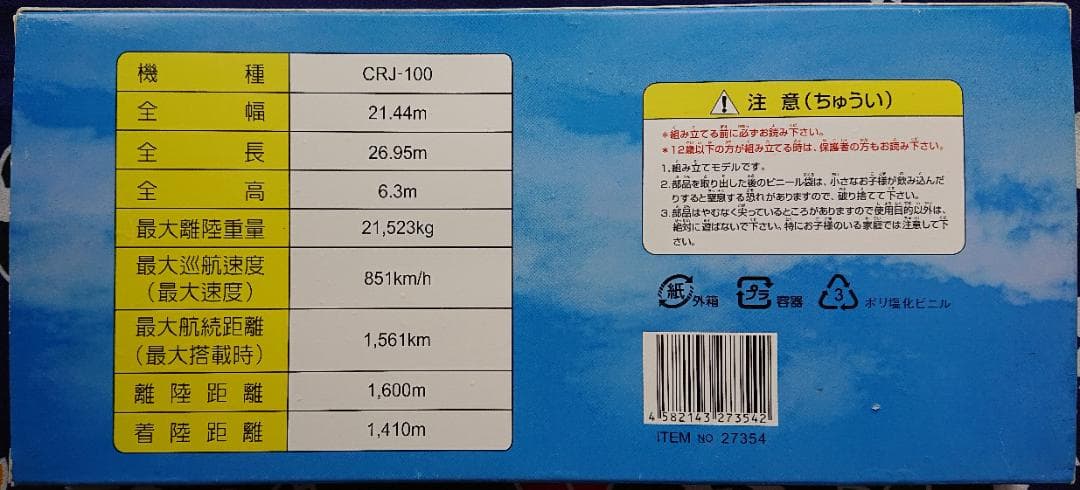 機種 CRJ-100
全幅 21.44m
全長 26.95m
全高 6.3m
最大離陸重量 21,523kg
最大巡航速度
（最大速度） 851km/h
最大航続距離
（最大搭載時） 1,561km
離陸距離 1,600m
着陸距離 1,410m
注意(ちゅうい)
*組み立てる前に必ずお読み下さい。
*12歳以下の方が組み立てる時は、保護者の方もお読み下さい。
1.組み立てモデルです。
2.部品を取り出した後のビニール袋は、小さなお子様が飲み込んだ
りすると窒息する恐れがありますので、破り捨てて下さい。
3.部品はやむなく尖っているところがありますので使用目的以外は、
絶対に遊ばないで下さい。特にお子様のいる家庭では注意して下
さい。
紙 外箱 プラ 容器 3 ポリ塩化ビニル
4 582143 273542
ITEM NO 27354